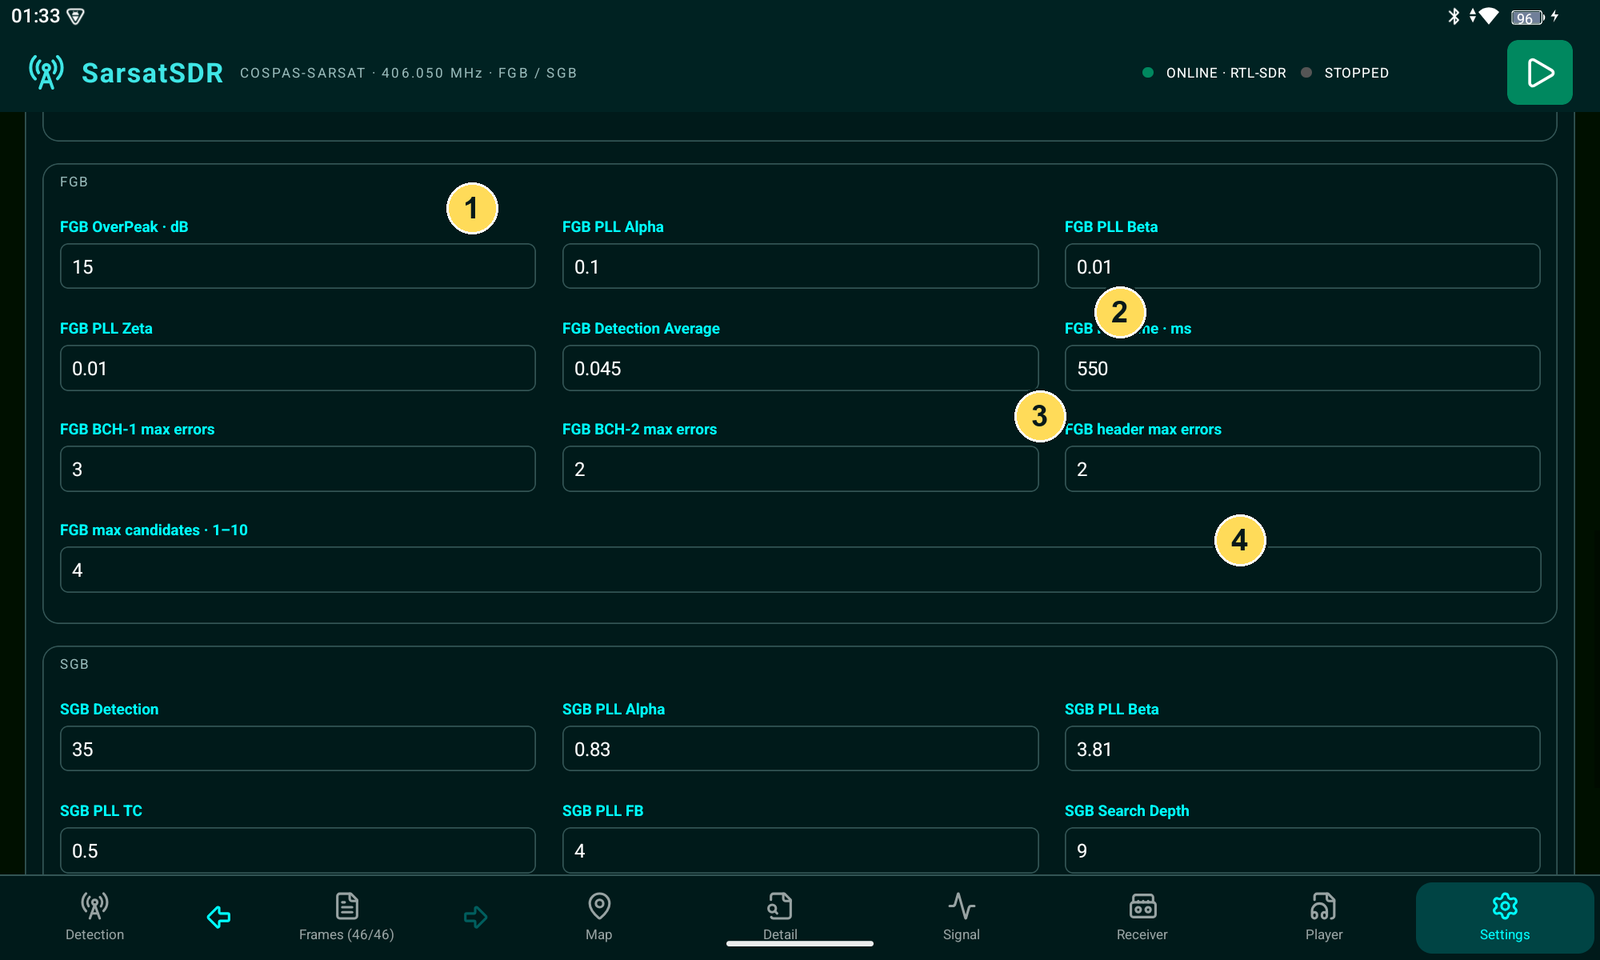 01:33
96
SarsatSDR COSPAS-SARSAT · 406.050 MHz · FGB / SGB
ONLINE · RTL-SDR STOPPED
FGB
1
FGB OverPeak · dB FGB PLL Alpha FGB PLL Beta
15 0.1 0.01
2
FGB PLL Zeta FGB Detection Average FGB · ms
0.01 0.045 550
3
FGB BCH-1 max errors FGB BCH-2 max errors FGB header max errors
3 2 2
FGB max candidates · 1–10
4
4
SGB
SGB Detection SGB PLL Alpha SGB PLL Beta
35 0.83 3.81
SGB PLL TC SGB PLL FB SGB Search Depth
0.5 4 9
Detection Frames (46/46) Map Detail Signal Receiver Player Settings